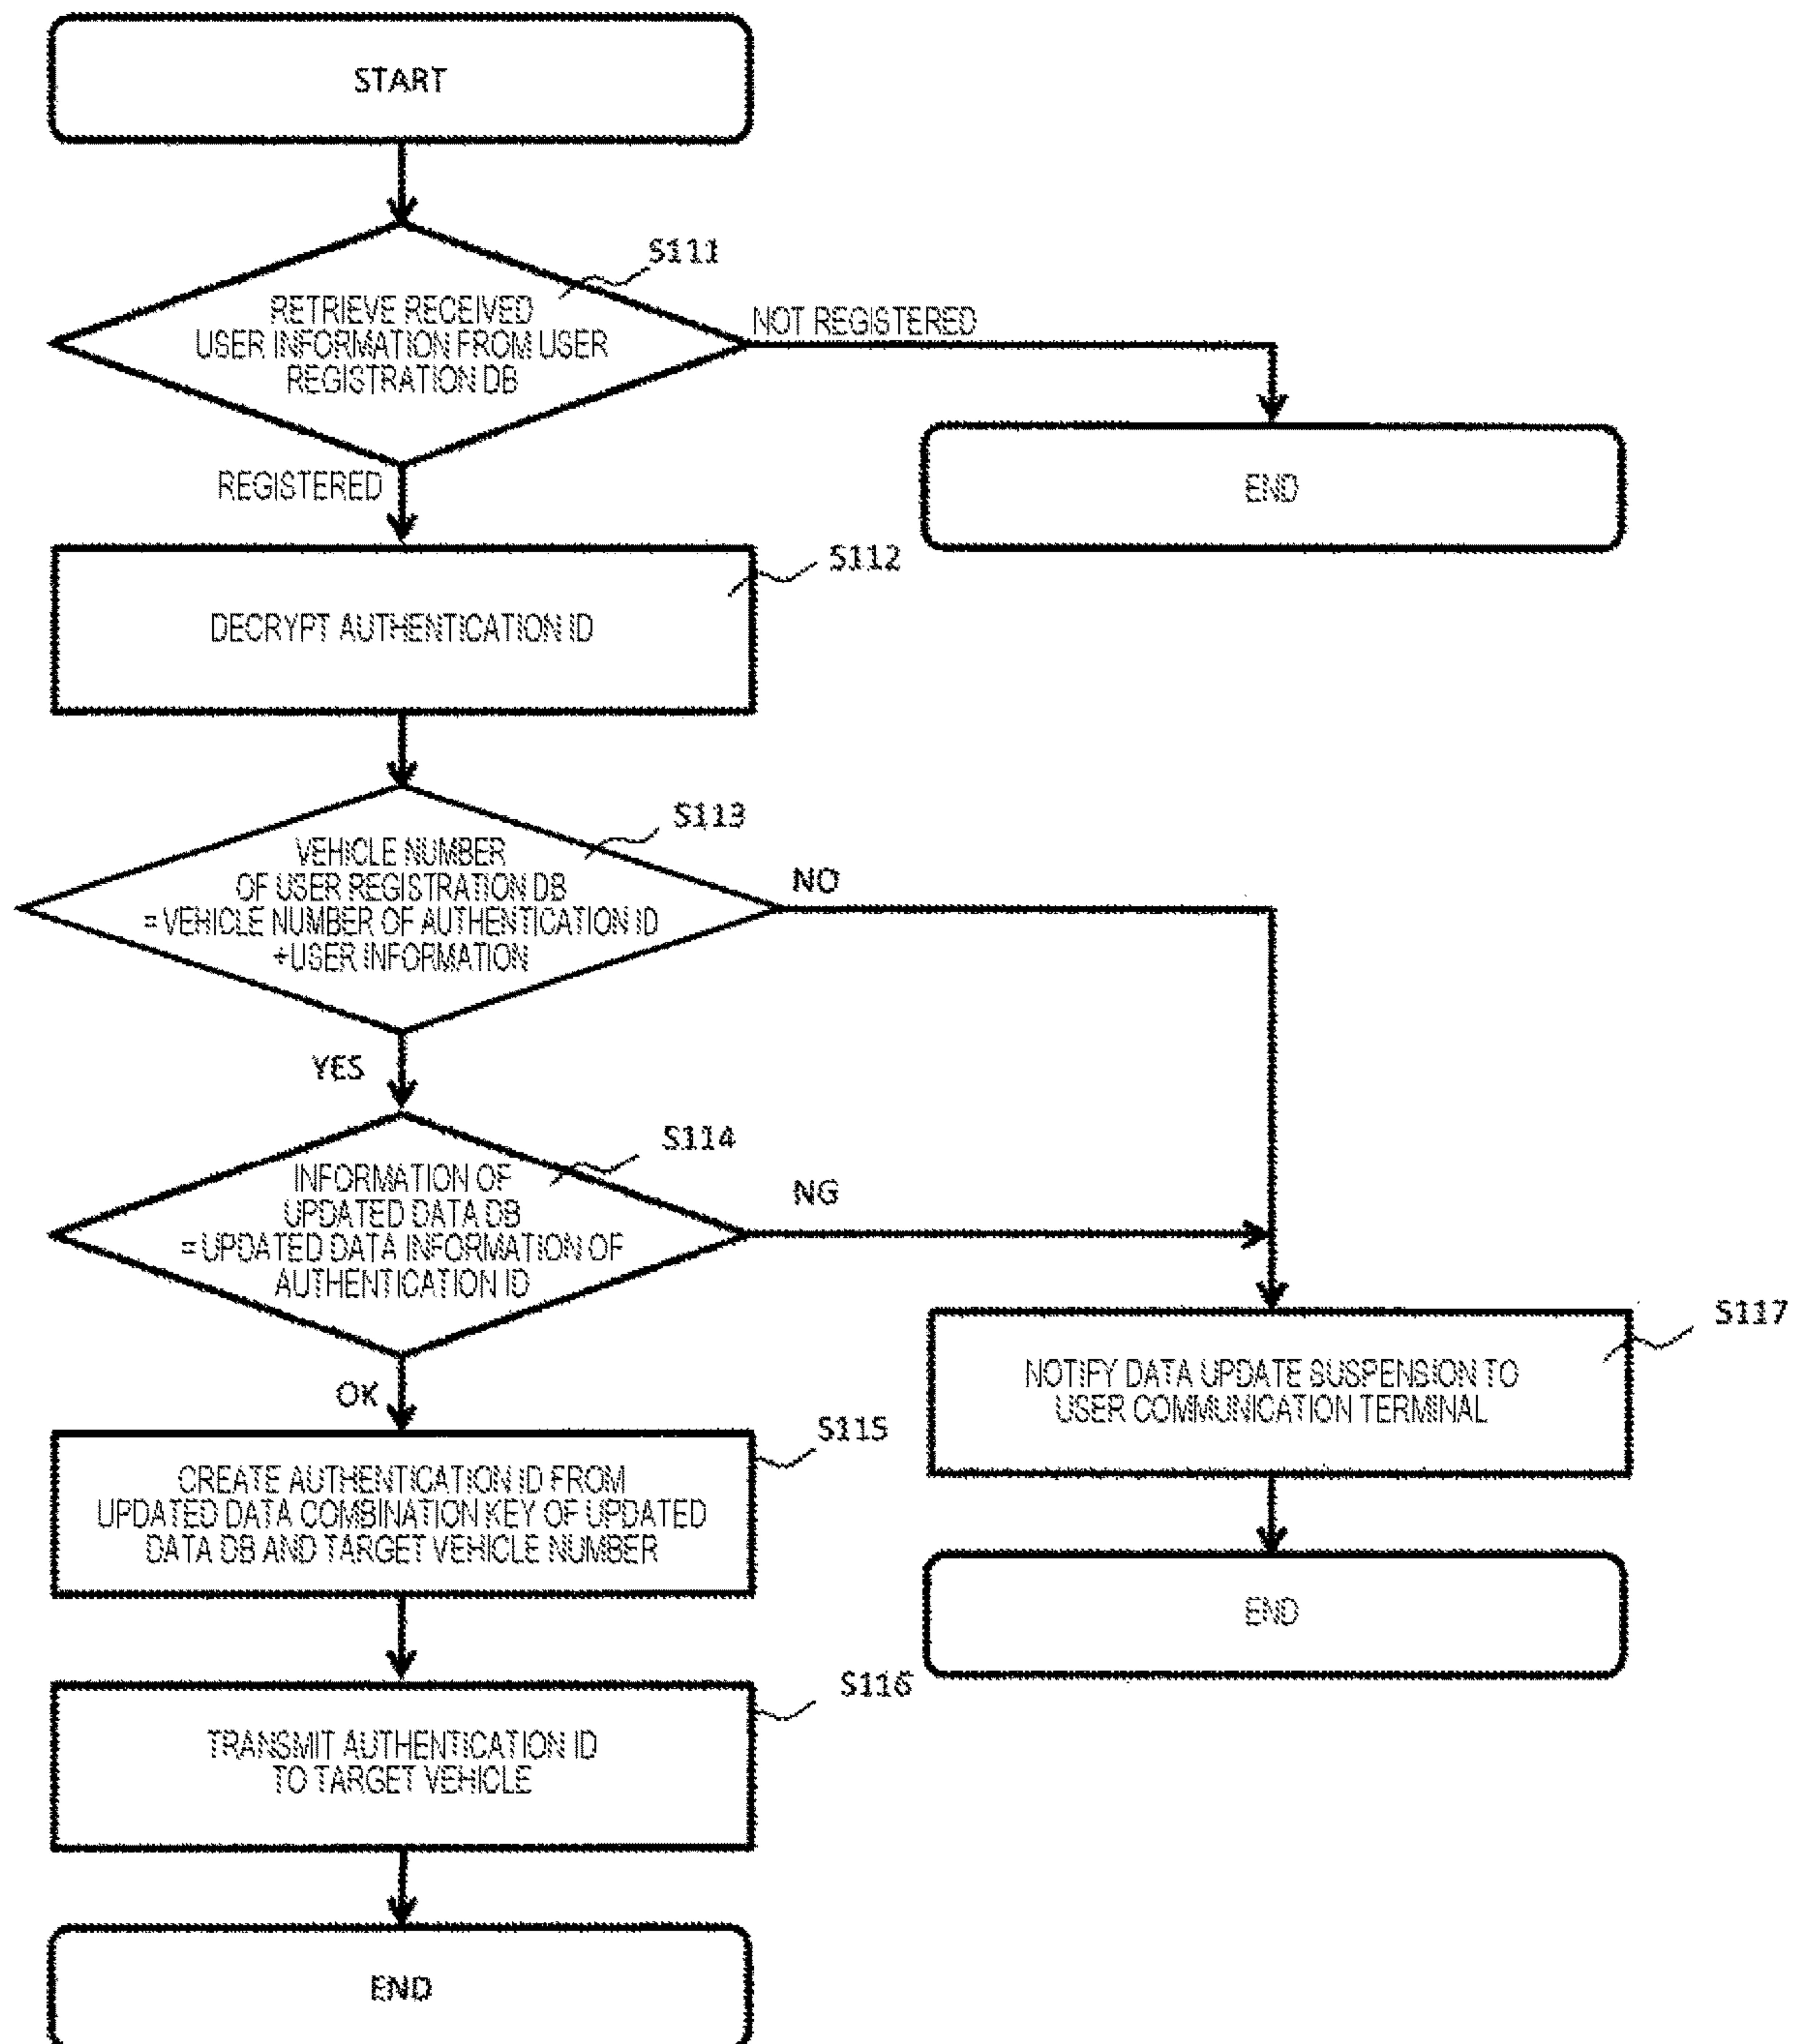 START
S111
RETRIEVE RECEIVED
USER INFORMATION FROM USER
REGISTRATION DB
NOT REGISTERED
END
REGISTERED
S112
DECRYPT AUTHENTICATION ID
S113
VEHICLE NUMBER
OF USER REGISTRATION DB
= VEHICLE NUMBER OF AUTHENTICATION ID
+USER INFORMATION
NO
YES
S114
INFORMATION OF
UPDATED DATA DB
= UPDATED DATA INFORMATION OF
AUTHENTICATION ID
NG
OK
S117
NOTIFY DATA UPDATE SUSPENSION TO
USER COMMUNICATION TERMINAL
S115
CREATE AUTHENTICATION ID FROM
UPDATED DATA COMBINATION KEY OF UPDATED
DATA DB AND TARGET VEHICLE NUMBER
END
S116
TRANSMIT AUTHENTICATION ID
TO TARGET VEHICLE
END